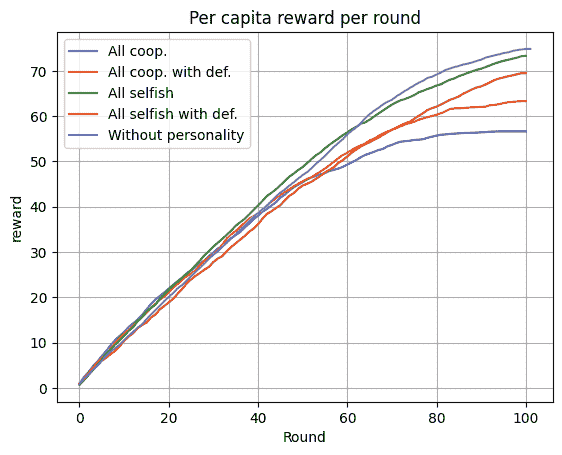 Per capita reward per round
All coop.
All coop. with def.
All selfish
All selfish with def.
Without personality
reward
70
60
50
40
30
20
10
0
0 20 40 60 80 100
Round